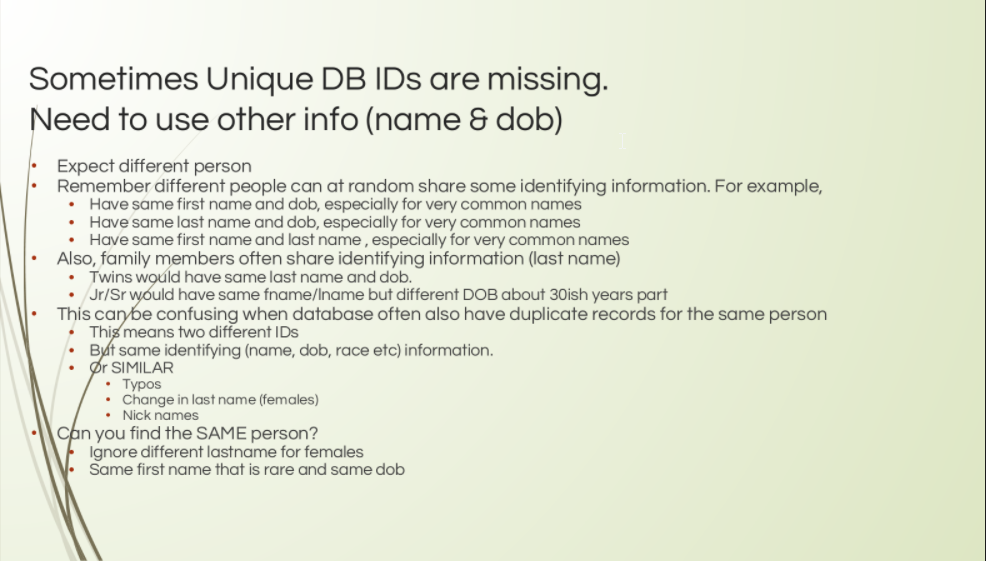 Sometimes Unique DB IDs are missing.
Need to use other info (name & dob)
• Expect different person
• Remember different people can at random share some identifying information. For example,
• Have same first name and dob, especially for very common names
• Have same last name and dob, especially for very common names
• Have same first name and last name , especially for very common names
• Also, family members often share identifying information (last name)
• Twins would have same last name and dob.
• Jr/Sr would have same fname/lname but different DOB about 30ish years part
• This can be confusing when database often also have duplicate records for the same person
• This means two different IDs
• But same identifying (name, dob, race etc) information.
• Or SIMILAR
• Typos
• Change in last name (females)
• Nick names
• Can you find the SAME person?
• Ignore different lastname for females
• Same first name that is rare and same dob